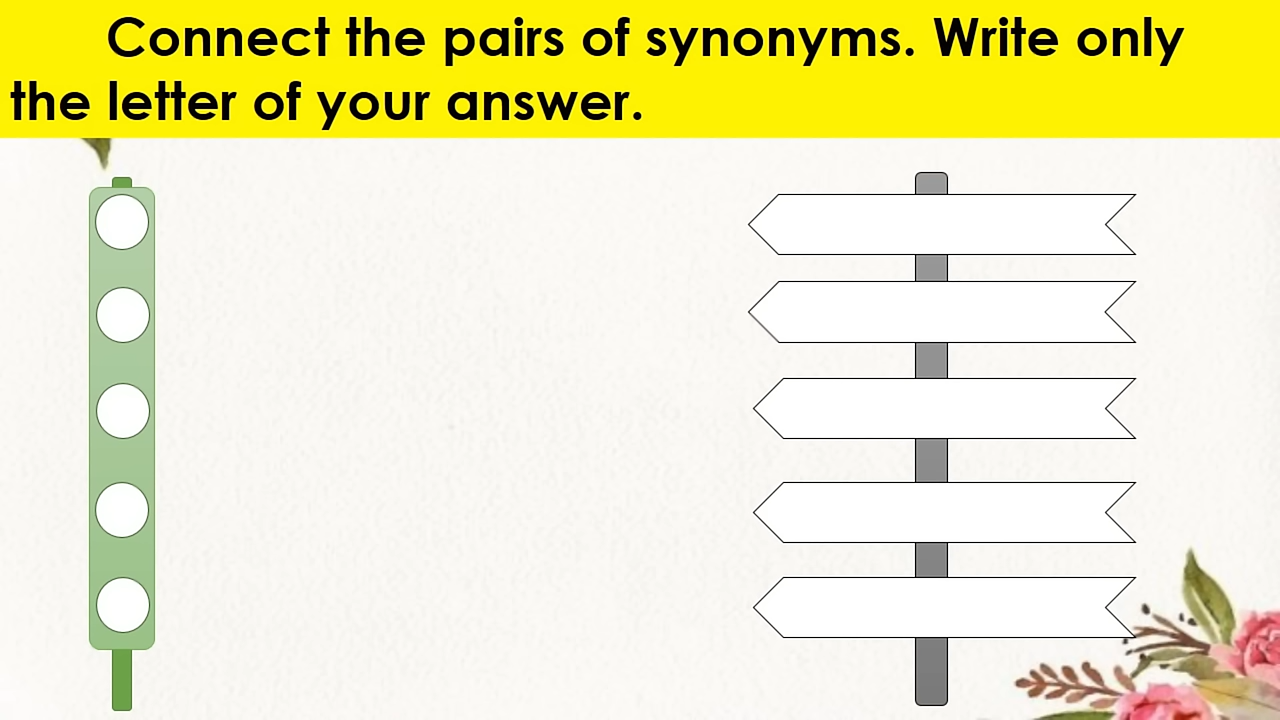 Connect the pairs of synonyms. Write only
the letter of your answer.